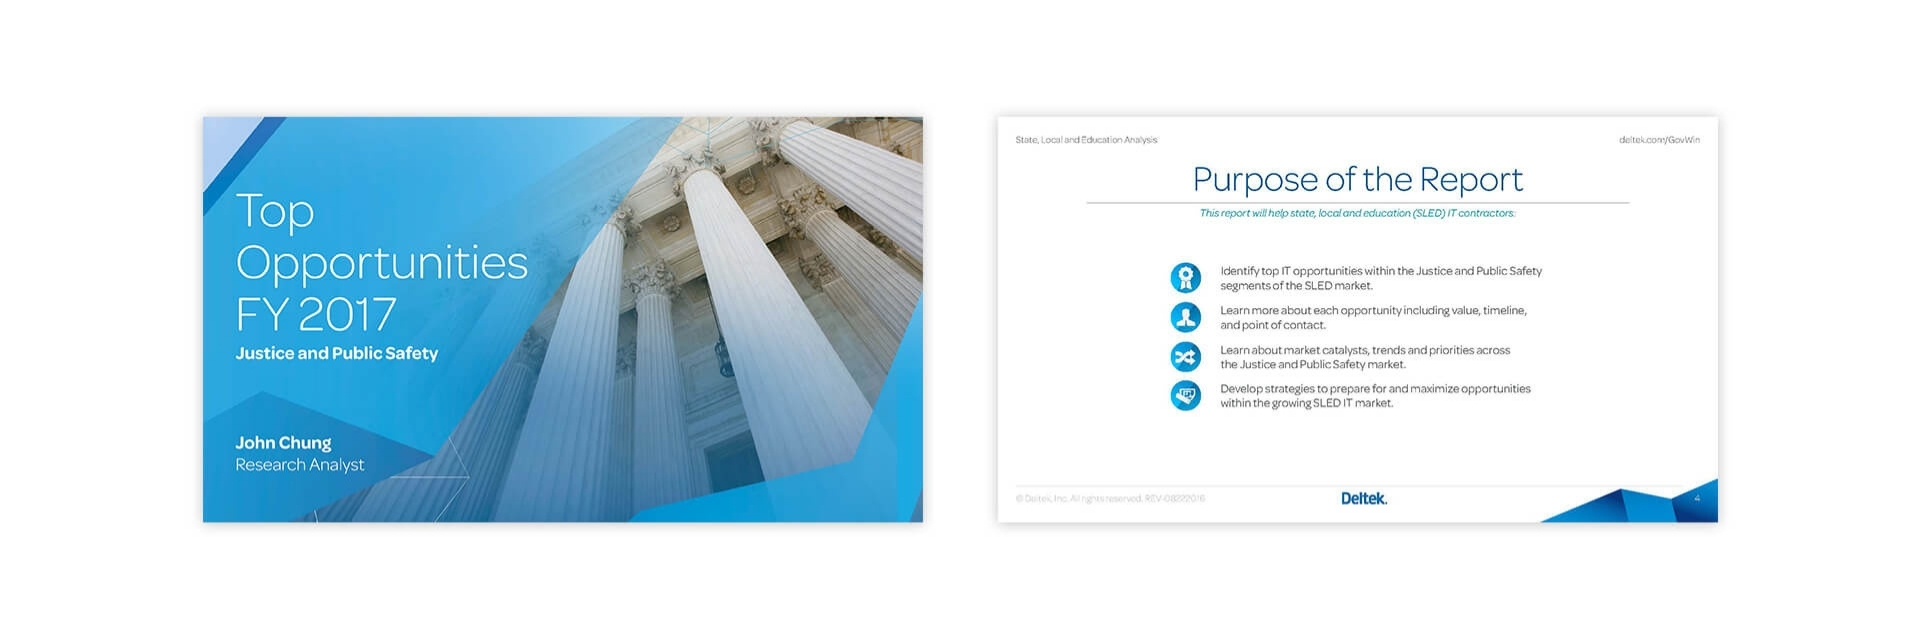 Top
Opportunities
FY 2017
Justice and Public Safety
John Chung
Research Analyst
State, Local and Education Analysis
deltek.com/GovWin
Purpose of the Report
This report will help state, local and education (SLED) IT contractors:
Identify top IT opportunities within the Justice and Public Safety
segments of the SLED market.
Learn more about each opportunity including value, timeline,
and point of contact.
Learn about market catalysts, trends and priorities across
the Justice and Public Safety market.
Develop strategies to prepare for and maximize opportunities
within the growing SLED IT market.
© Deltek, Inc. All rights reserved. REV-08222016
Deltek.
4